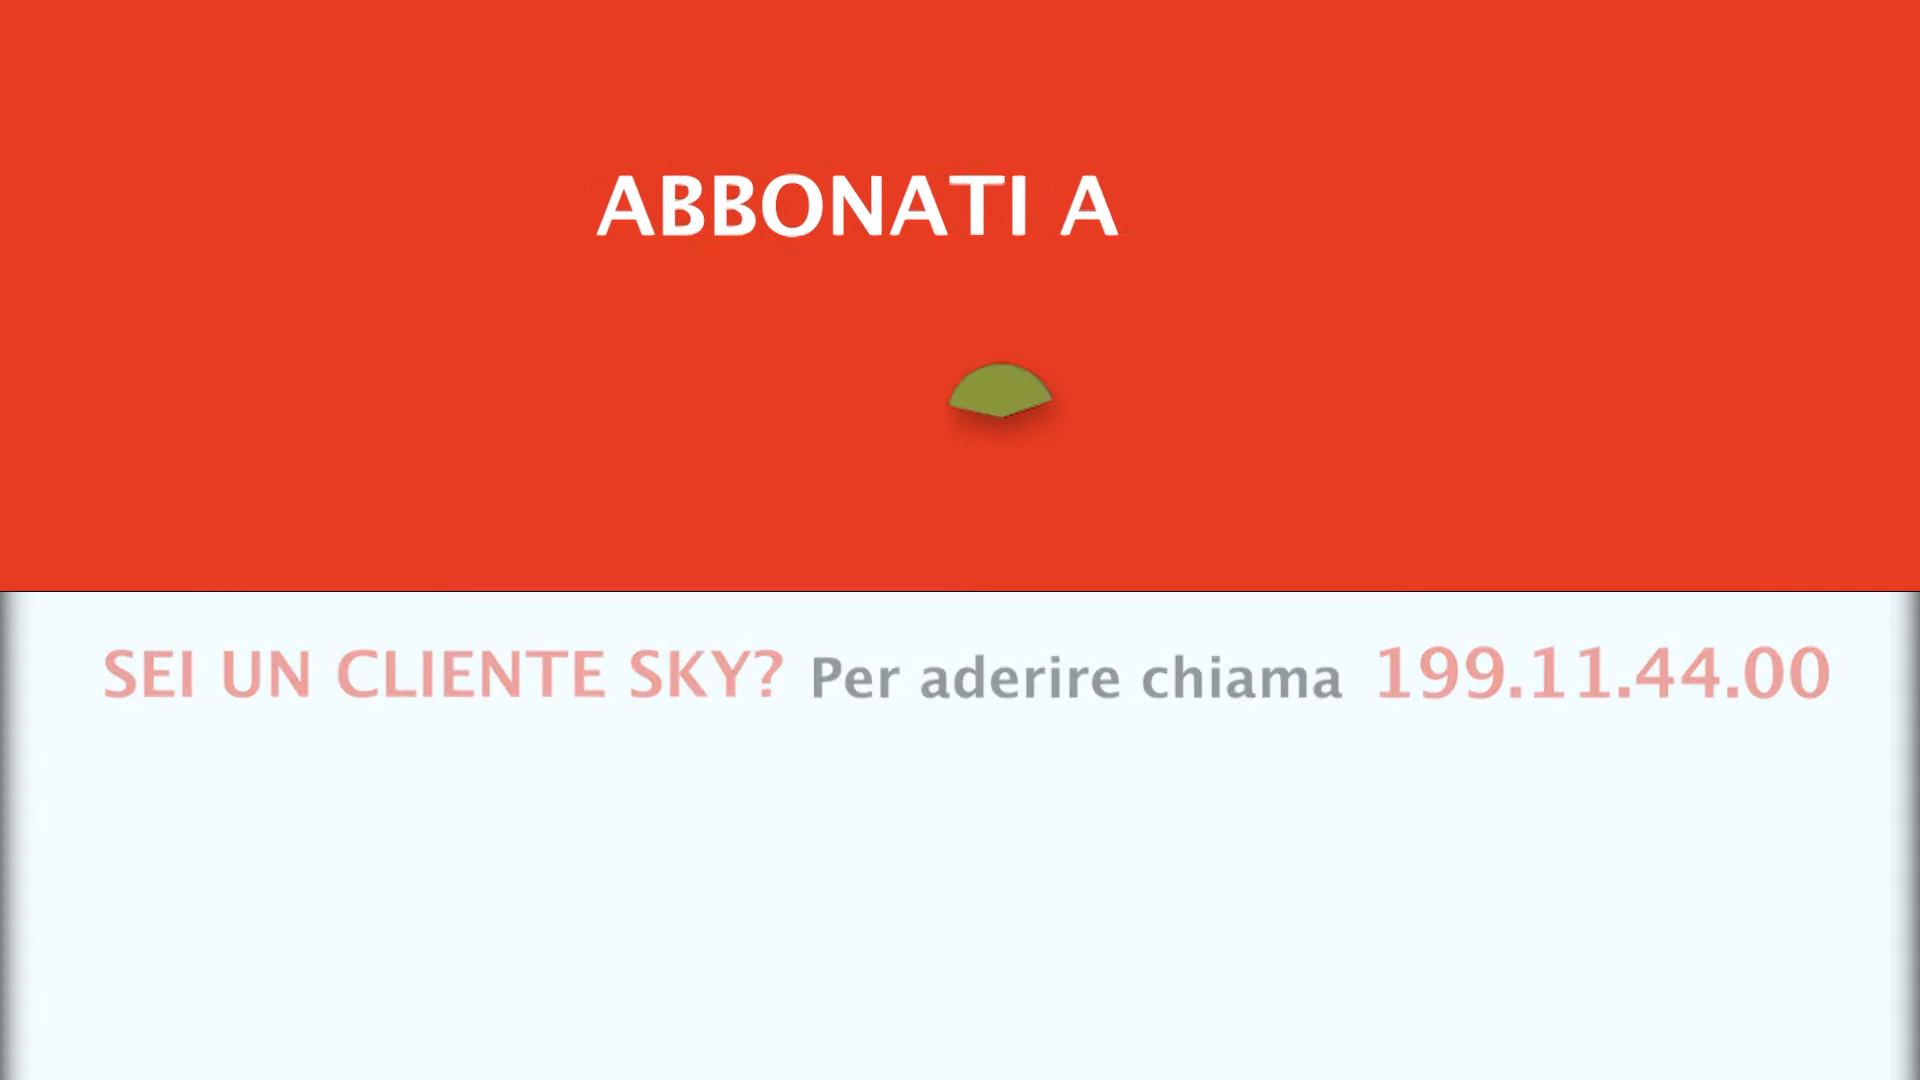 ABBONATI A
SEI UN CLIENTE SKY? Per aderire chiama 199.11.44.00